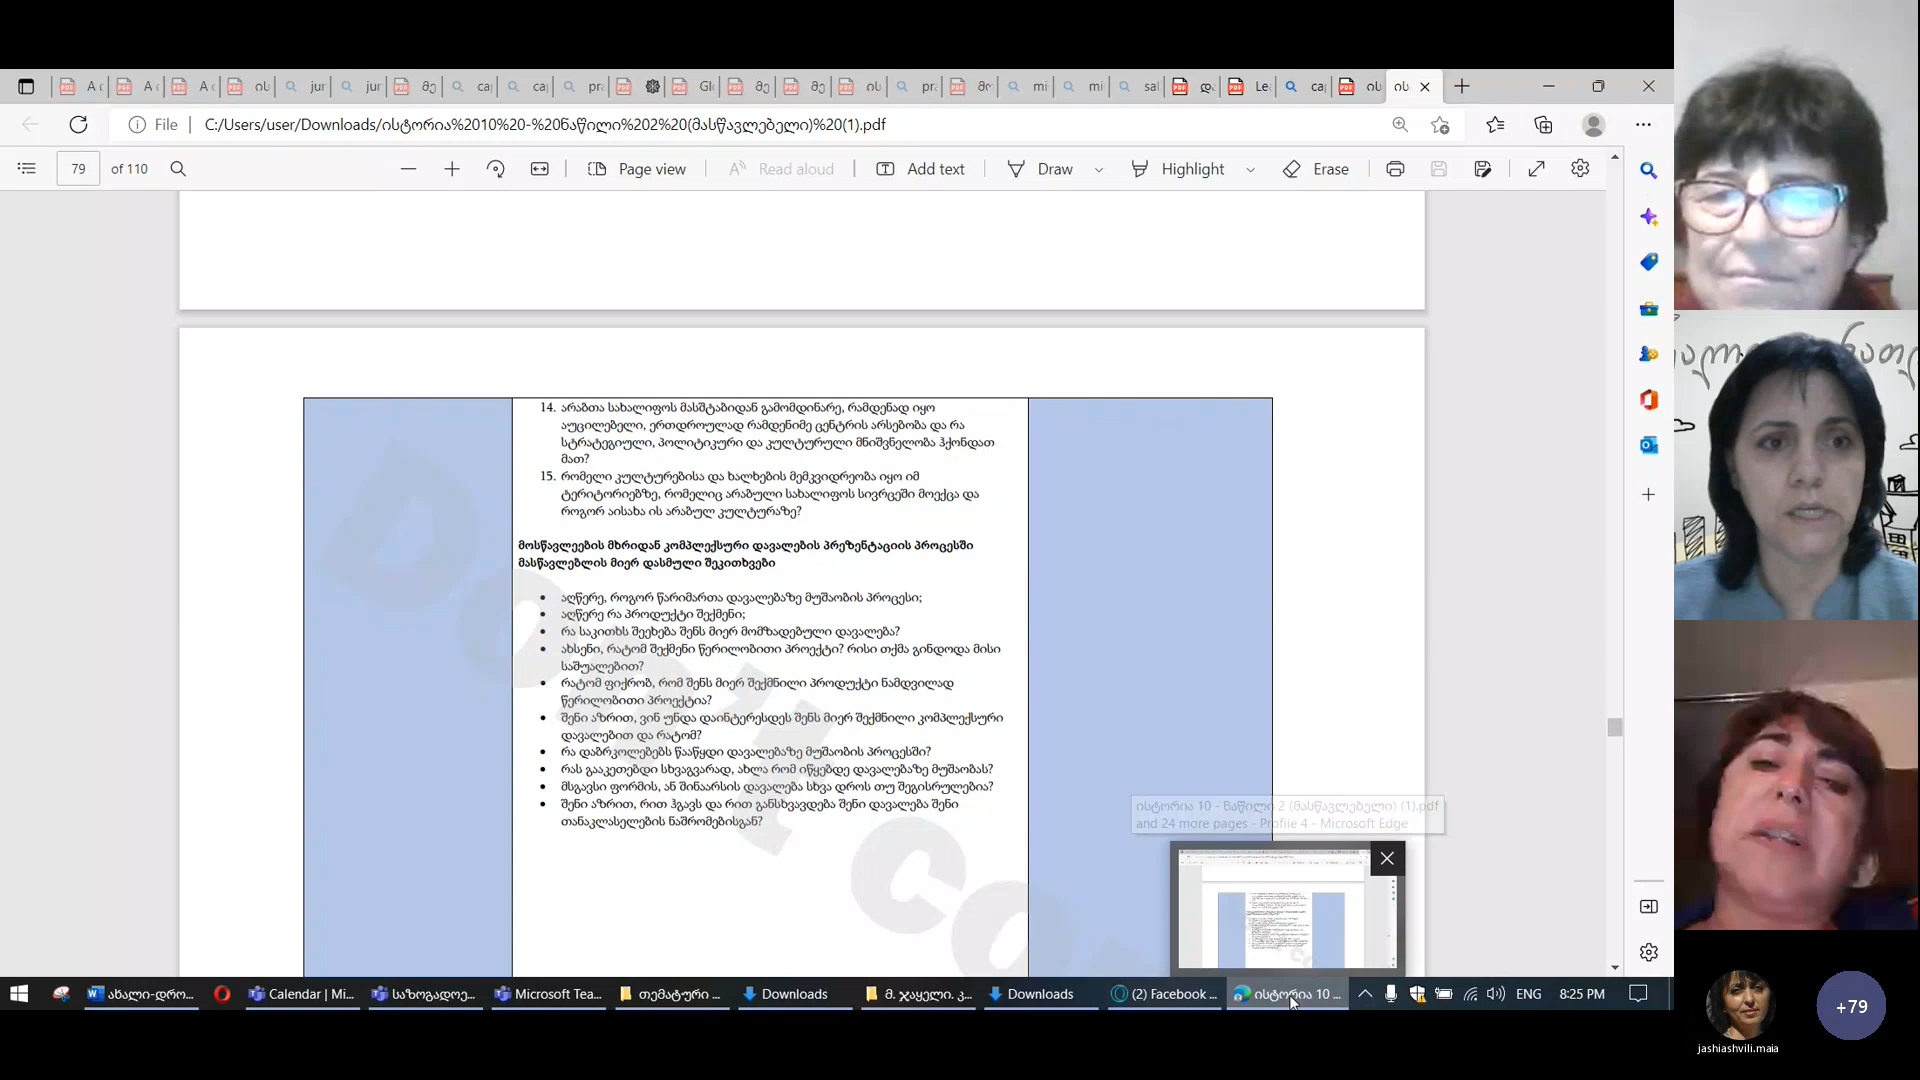 File
C:/Users/user/Downloads/ისტორია%2010%20-%20ნაწილი%202%20(მასწავლებელი)%20(1).pdf
79 of 110
Page view
Read aloud
Add text
Draw
Highlight
Erase
14. არაბთა სახალიფოს მასშტაბიდან გამომდინარე, რამდენად იყო
აუცილებელი, ერთდროულად რამდენიმე ცენტრის არსებობა და რა
სტრატეგიული, პოლიტიკური და კულტურული მნიშვნელობა ჰქონდათ
მათ?
15. რომელი კულტურებისა და ხალხების მემკვიდრეობა იყო იმ
ტერიტორიებზე, რომელიც არაბული სახალიფოს სივრცეში მოექცა და
როგორ აისახა ის არაბულ კულტურაზე?
მოსწავლეების მხრიდან კომპლექსური დავალების პრეზენტაციის პროცესში
მასწავლებლის მიერ დასმული შეკითხვები
• აღწერე, როგორ წარიმართა დავალებაზე მუშაობის პროცესი;
• აღწერე რა პროდუქტი შექმენი;
• რა საკითხს შეეხება შენს მიერ მომზადებული დავალება?
• ახსენი, რატომ შექმენი წერილობითი პროექტი? რისი თქმა გინდოდა მისი
საშუალებით?
• რატომ ფიქრობ, რომ შენს მიერ შექმნილი პროდუქტი ნამდვილად
წერილობითი პროექტია?
• შენი აზრით, ვინ უნდა დაინტერესდეს შენს მიერ შექმნილი კომპლექსური
დავალებით და რატომ?
• რა დაბრკოლებებს წააწყდი დავალებაზე მუშაობის პროცესში?
• რას გააკეთებდი სხვაგვარად, ახლა რომ იწყებდე დავალებაზე მუშაობას?
• მსგავსი ფორმის, ან შინაარსის დავალება სხვა დროს თუ შეგისრულებია?
• შენი აზრით, რით ჰგავს და რით განსხვავდება შენი დავალება შენი
თანაკლასელების ნაშრომებისგან?
ისტორია 10 - ნაწილი 2 (მასწავლებელი) (1).pdf
and 24 more pages - Profile 4 - Microsoft Edge
ახალი-დრო...
Calendar | Mi...
საზოგადოე...
Microsoft Tea...
თემატური ...
Downloads
მ. ჯაყელი. კ...
Downloads
(2) Facebook ...
ისტორია 10 ...
ENG
8:25 PM
+79
jashiashvili.maia